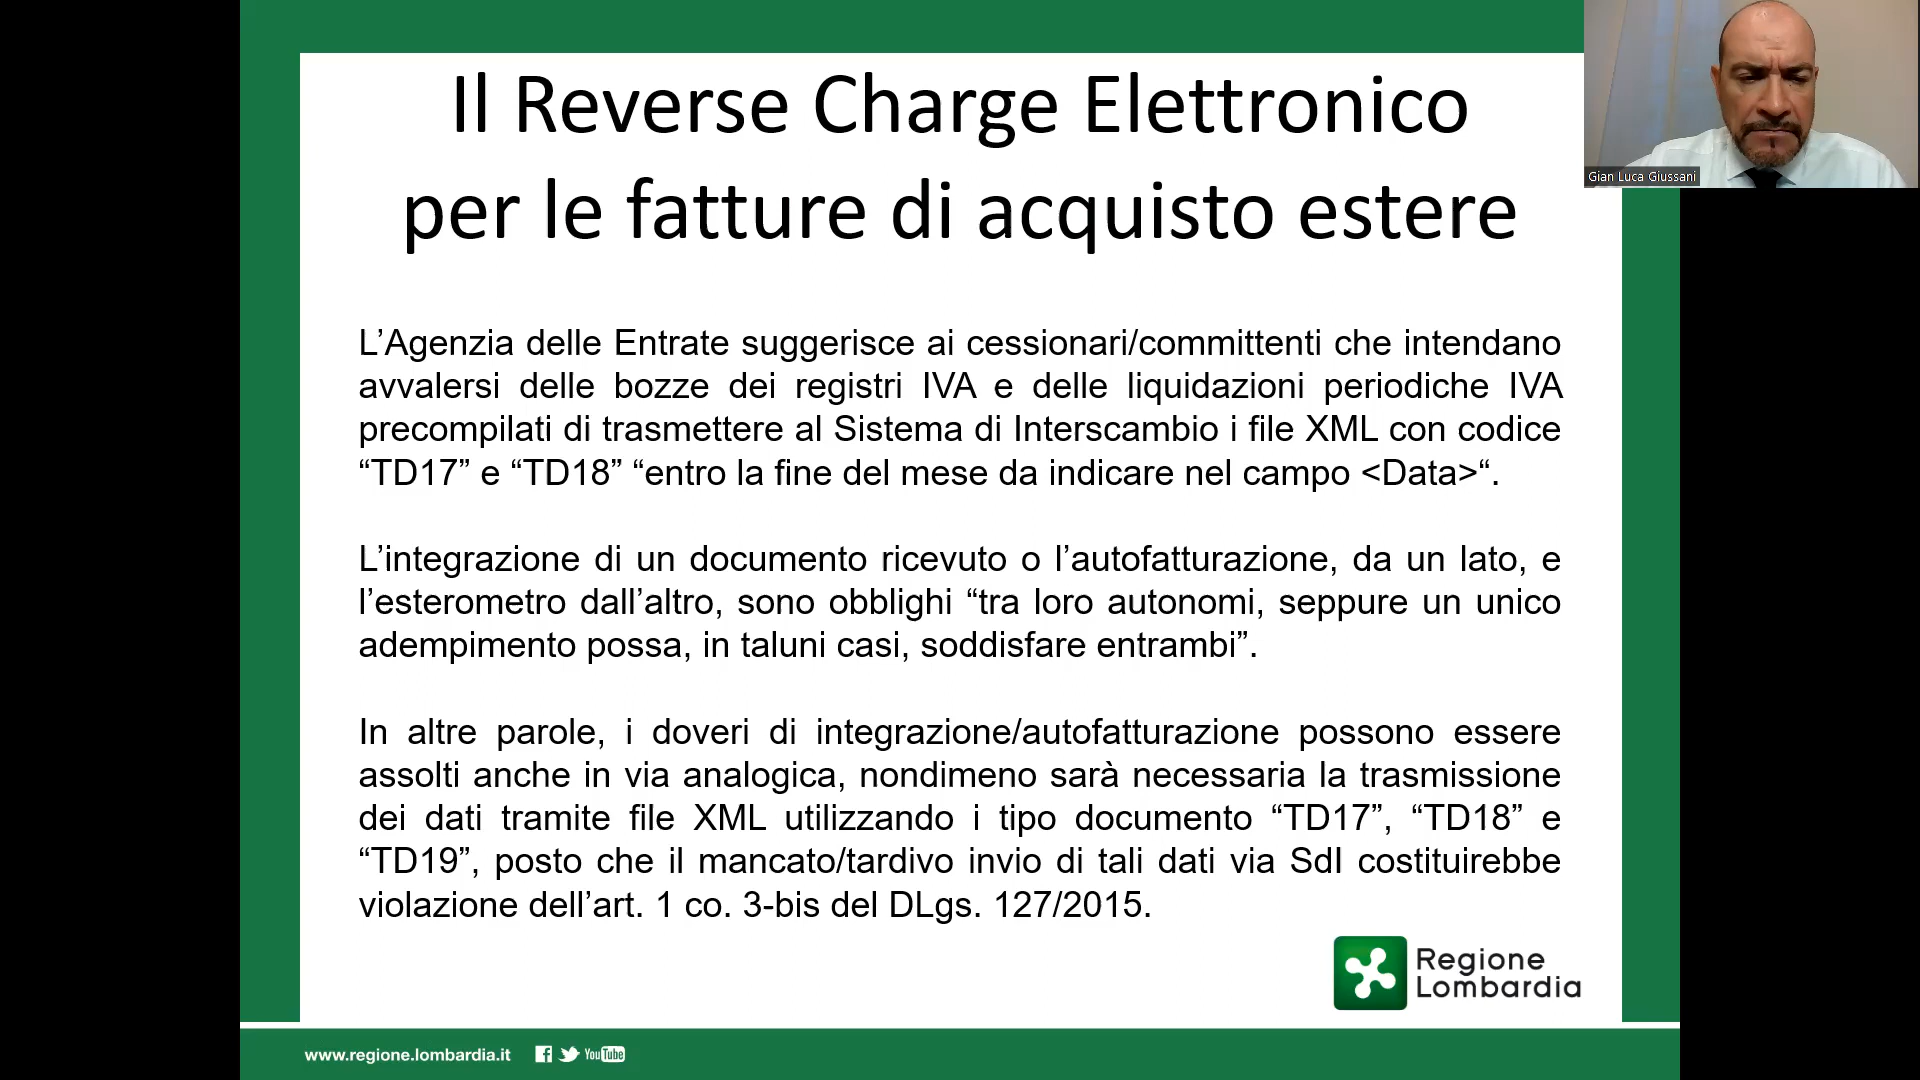 Il Reverse Charge Elettronico
per le fatture di acquisto estere
Gian Luca Giussani
L’Agenzia delle Entrate suggerisce ai cessionari/committenti che intendano
avvalersi delle bozze dei registri IVA e delle liquidazioni periodiche IVA
precompilati di trasmettere al Sistema di Interscambio i file XML con codice
“TD17” e “TD18” “entro la fine del mese da indicare nel campo <Data>“.
L’integrazione di un documento ricevuto o l’autofatturazione, da un lato, e
l’esterometro dall’altro, sono obblighi “tra loro autonomi, seppure un unico
adempimento possa, in taluni casi, soddisfare entrambi”.
In altre parole, i doveri di integrazione/autofatturazione possono essere
assolti anche in via analogica, nondimeno sarà necessaria la trasmissione
dei dati tramite file XML utilizzando i tipo documento “TD17”, “TD18” e
“TD19”, posto che il mancato/tardivo invio di tali dati via SdI costituirebbe
violazione dell’art. 1 co. 3-bis del DLgs. 127/2015.
Regione
Lombardia
www.regione.lombardia.it
YouTube